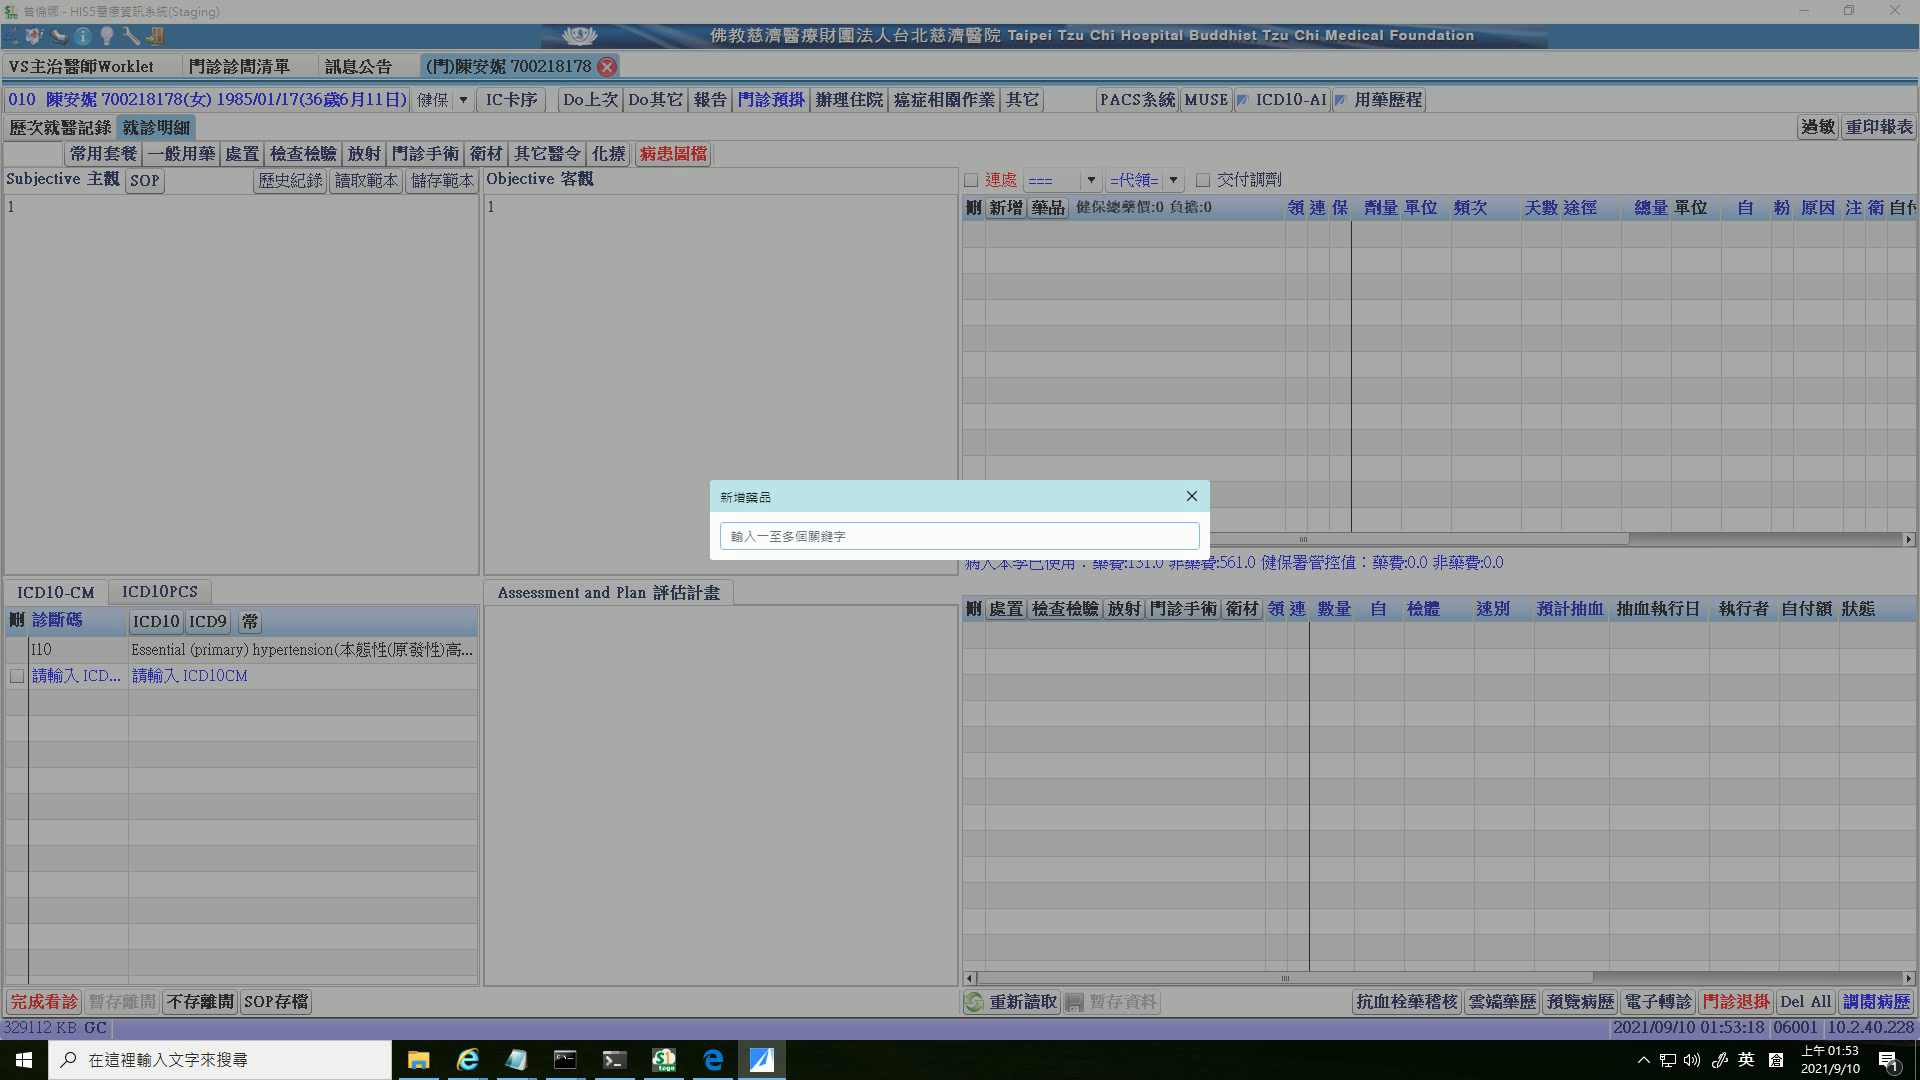 曾倫娜 - HIS5醫療資訊系統(Staging)
佛教慈濟醫療財團法人台北慈濟醫院 Taipei Tzu Chi Hospital Buddhist Tzu Chi Medical Foundation
VS主治醫師Worklet 門診診間清單 訊息公告 (門)陳安妮 700218178
010 陳安妮 700218178(女) 1985/01/17(36歲6月11日) 健保 IC卡序 Do上次 Do其它 報告 門診預掛 辦理住院 癌症相關作業 其它 PACS系統 MUSE ICD10-AI 用藥歷程
歷次就醫記錄 就診明細 過敏 重印報表
常用套餐 一般用藥 處置 檢查檢驗 放射 門診手術 衛材 其它醫令 化療 病患圖檔
Subjective 主觀 SOP 歷史紀錄 讀取範本 儲存範本 Objective 客觀 連處 === =代領= 交付調劑
1 1
刪 新增 藥品 健保總藥價:0 負擔:0 領 連 保 劑量 單位 頻次 天數 途徑 總量 單位 自 粉 原因 注 衛 自付
新增藥品
輸入一至多個關鍵字
病人本季已使用：藥費:131.0 非藥費:561.0 健保署管控值：藥費:0.0 非藥費:0.0
ICD10-CM ICD10PCS Assessment and Plan 評估計畫
刪 診斷碼 ICD10 ICD9 常
刪 處置 檢查檢驗 放射 門診手術 衛材 領 連 數量 自 檢體 速別 預計抽血 抽血執行日 執行者 自付額 狀態
I10 Essential (primary) hypertension(本態性(原發性)高...
請輸入 ICD... 請輸入 ICD10CM
完成看診 暫存離開 不存離開 SOP存檔 重新讀取 暫存資料 抗血栓藥稽核 雲端藥歷 預覽病歷 電子轉診 門診退掛 Del All 調閱病歷
329112 KB GC 2021/09/10 01:53:18 06001 10.2.40.228
在這裡輸入文字來搜尋 英 上午 01:53
2021/9/10 1